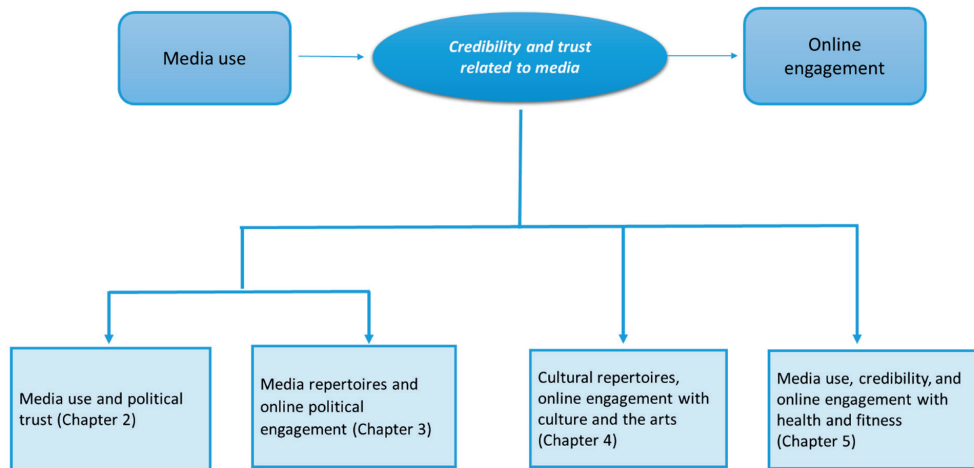 Media use
Credibility and trust
related to media
Online
engagement
Media use and political
trust (Chapter 2)
Media repertoires and
online political
engagement (Chapter 3)
Cultural repertoires,
online engagement with
culture and the arts
(Chapter 4)
Media use, credibility, and
online engagement with
health and fitness
(Chapter 5)